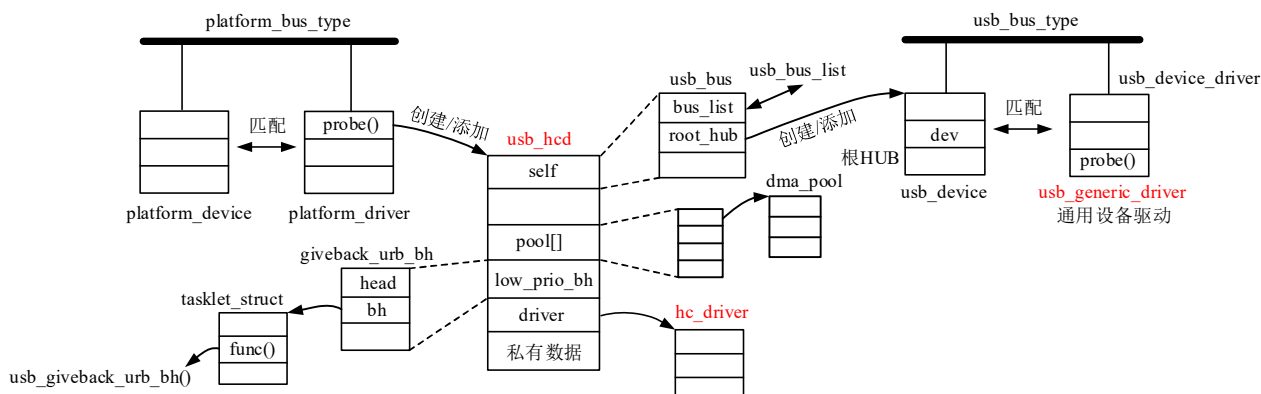 platform_bus_type
usb_bus_type
usb_bus
usb_bus_list
usb_device_driver
匹配
probe()
创建/添加
bus_list
root_hub
创建/添加
dev
匹配
probe()
根HUB
usb_device
usb_generic_driver
通用设备驱动
platform_device
platform_driver
usb_hcd
self
pool[]
low_prio_bh
driver
私有数据
dma_pool
giveback_urb_bh
head
bh
tasklet_struct
func()
usb_giveback_urb_bh()
hc_driver